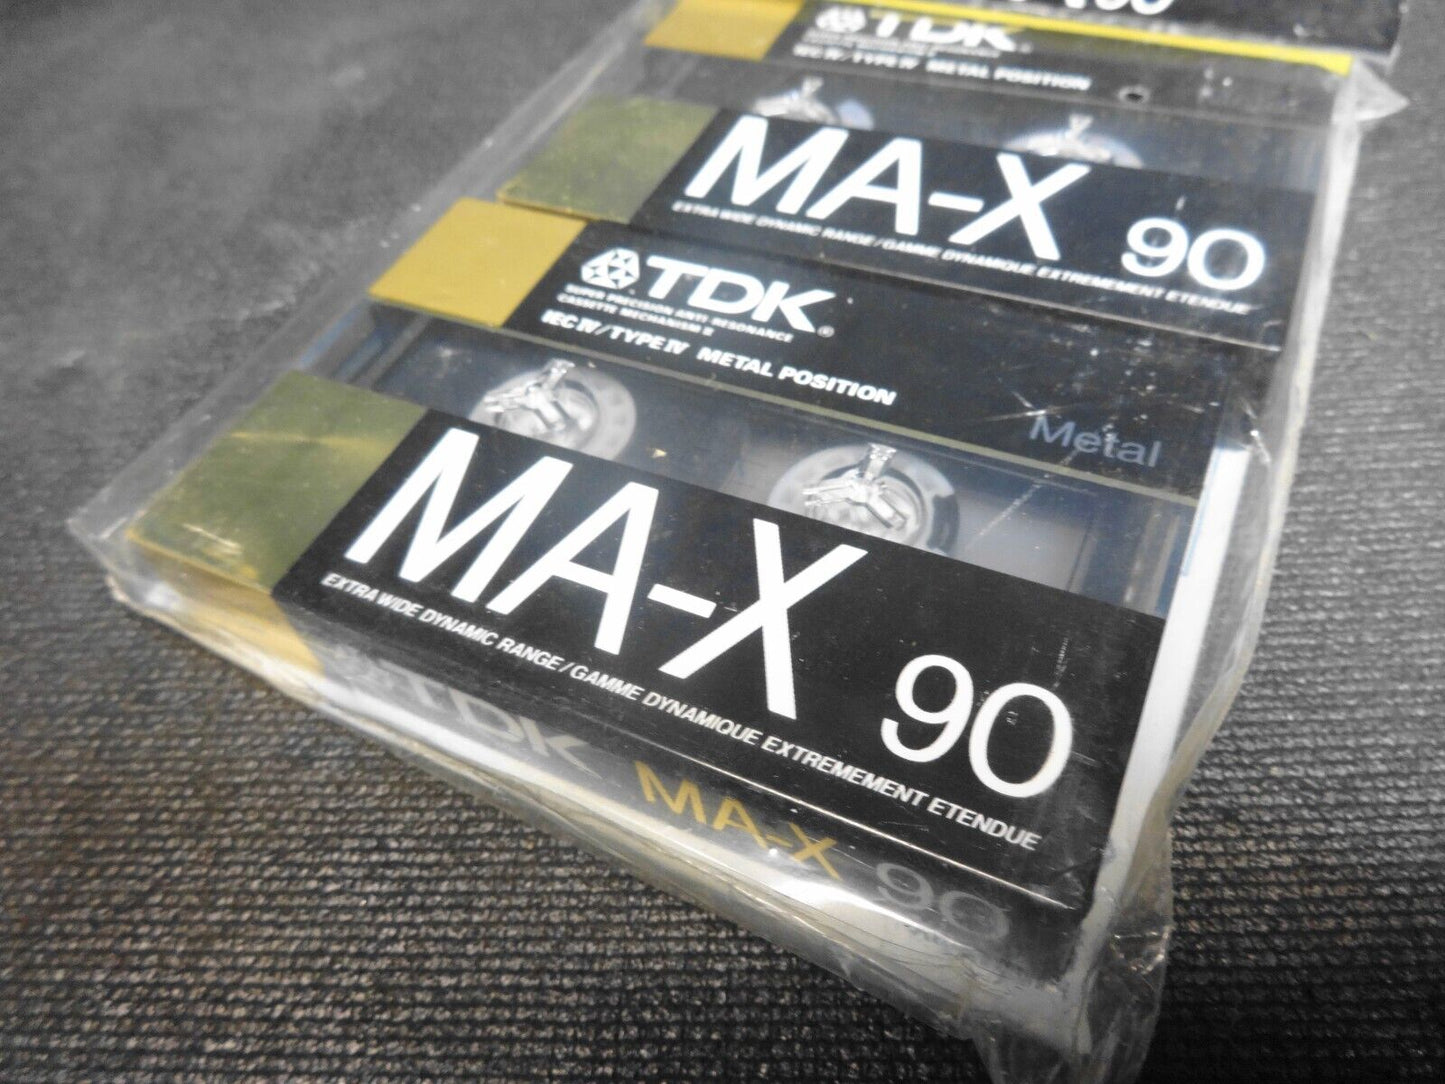 90
TDK
IEC IV/TYPE IV METAL POSITION
MA-X 90
EXTRA WIDE DYNAMIC RANGE/GAMME DYNAMIQUE EXTREMEMENT ETENDUE
TDK®
SUPER PRECISION ANTI-RESONANCE
CASSETTE MECHANISM II
IEC IV/TYPE IV METAL POSITION
Metal
MA-X 90
EXTRA WIDE DYNAMIC RANGE/GAMME DYNAMIQUE EXTREMEMENT ETENDUE
TDK MA-X 90